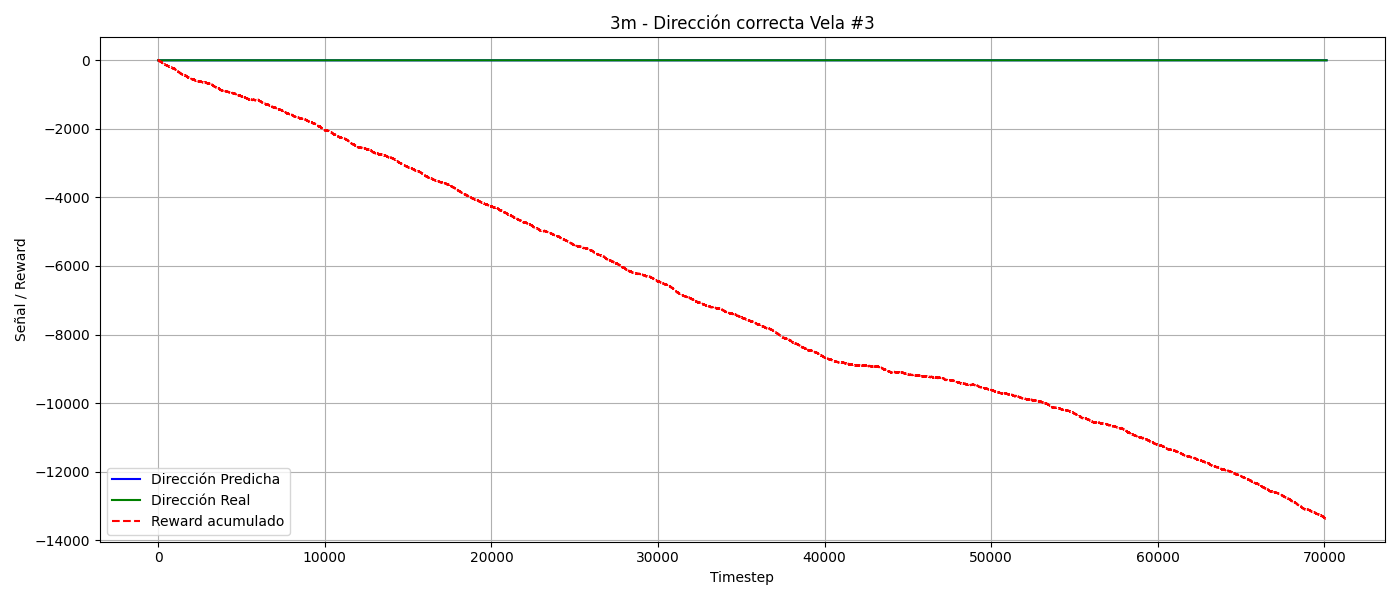 3m - Dirección correcta Vela #3
Señal / Reward
0
−2000
−4000
−6000
−8000
−10000
−12000
−14000
Dirección Predicha
Dirección Real
Reward acumulado
0 10000 20000 30000 40000 50000 60000 70000
Timestep